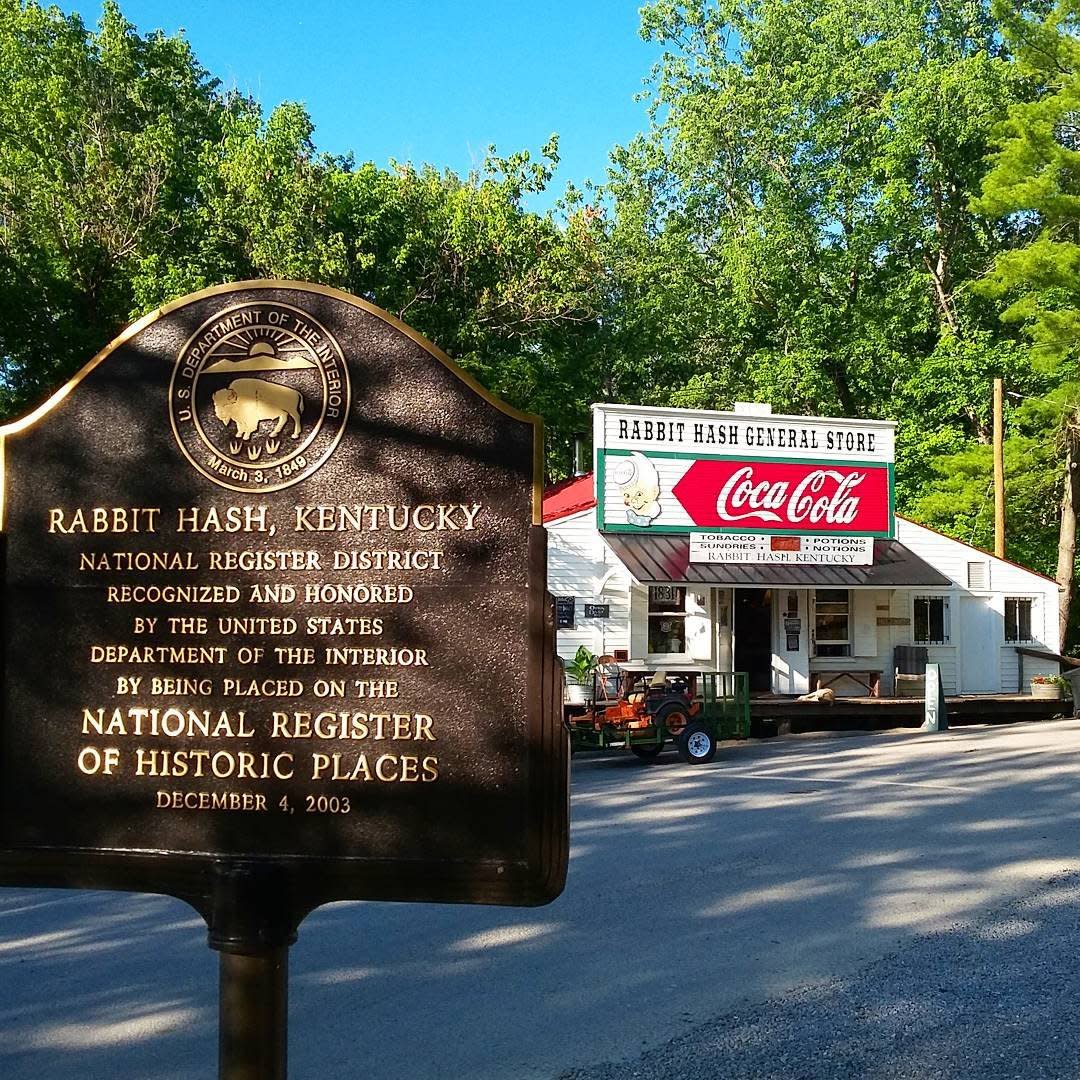 U. S. DEPARTMENT OF THE INTERIOR
March 3, 1849
RABBIT HASH, KENTUCKY
NATIONAL REGISTER DISTRICT
RECOGNIZED AND HONORED
BY THE UNITED STATES
DEPARTMENT OF THE INTERIOR
BY BEING PLACED ON THE
NATIONAL REGISTER
OF HISTORIC PLACES
DECEMBER 4, 2003
RABBIT HASH GENERAL STORE
Coca Cola
TOBACCO · POTIONS
SUNDRIES · NOTIONS
RABBIT HASH, KENTUCKY
1831
OPEN